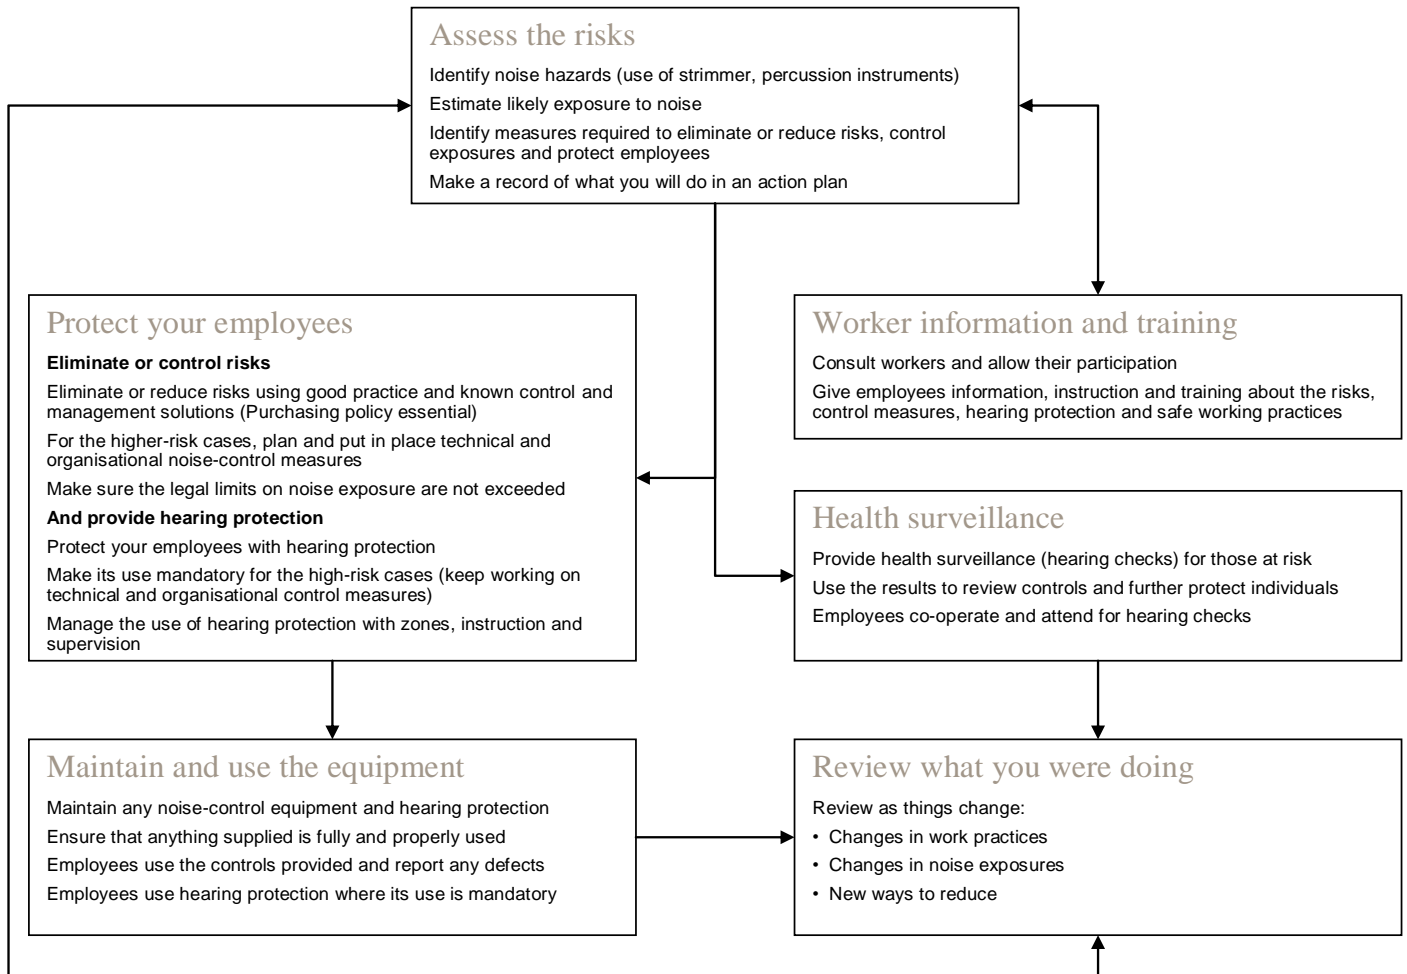 Assess the risks
Identify noise hazards (use of strimmer, percussion instruments)
Estimate likely exposure to noise
Identify measures required to eliminate or reduce risks, control
exposures and protect employees
Make a record of what you will do in an action plan
Protect your employees
Eliminate or control risks
Eliminate or reduce risks using good practice and known control and
management solutions (Purchasing policy essential)
For the higher-risk cases, plan and put in place technical and
organisational noise-control measures
Make sure the legal limits on noise exposure are not exceeded
And provide hearing protection
Protect your employees with hearing protection
Make its use mandatory for the high-risk cases (keep working on
technical and organisational control measures)
Manage the use of hearing protection with zones, instruction and
supervision
Worker information and training
Consult workers and allow their participation
Give employees information, instruction and training about the risks,
control measures, hearing protection and safe working practices
Health surveillance
Provide health surveillance (hearing checks) for those at risk
Use the results to review controls and further protect individuals
Employees co-operate and attend for hearing checks
Maintain and use the equipment
Maintain any noise-control equipment and hearing protection
Ensure that anything supplied is fully and properly used
Employees use the controls provided and report any defects
Employees use hearing protection where its use is mandatory
Review what you were doing
Review as things change:
• Changes in work practices
• Changes in noise exposures
• New ways to reduce